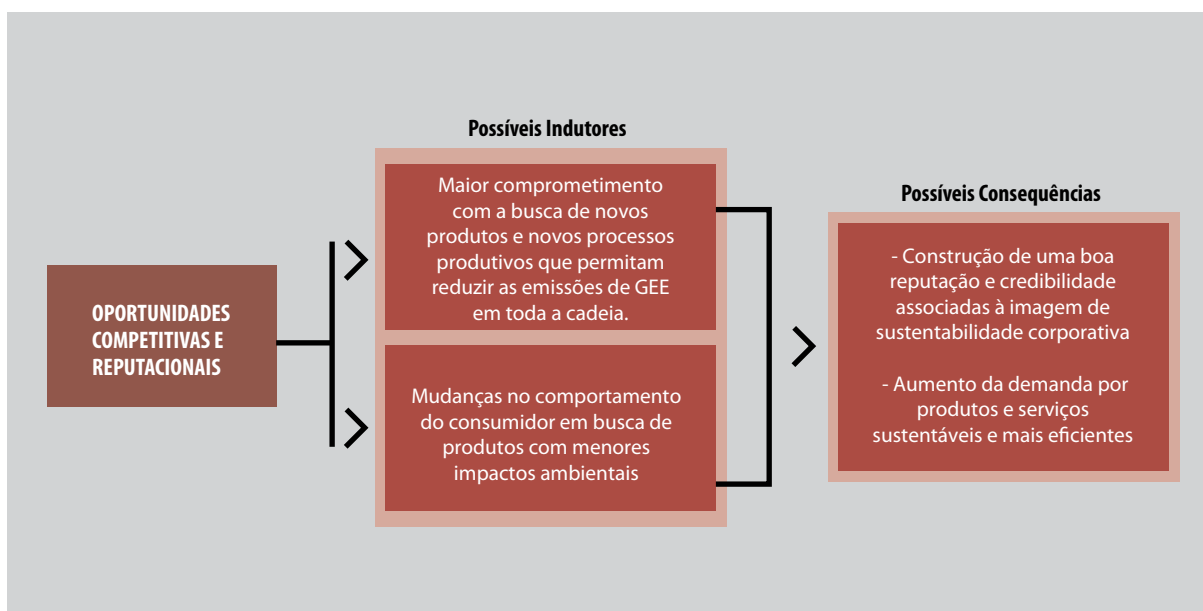 OPORTUNIDADES
COMPETITIVAS E
REPUTACIONAIS
Possíveis Indutores
Maior comprometimento
com a busca de novos
produtos e novos processos
produtivos que permitam
reduzir as emissões de GEE
em toda a cadeia.
Mudanças no comportamento
do consumidor em busca de
produtos com menores
impactos ambientais
Possíveis Consequências
- Construção de uma boa
reputação e credibilidade
associadas à imagem de
sustentabilidade corporativa
- Aumento da demanda por
produtos e serviços
sustentáveis e mais eficientes